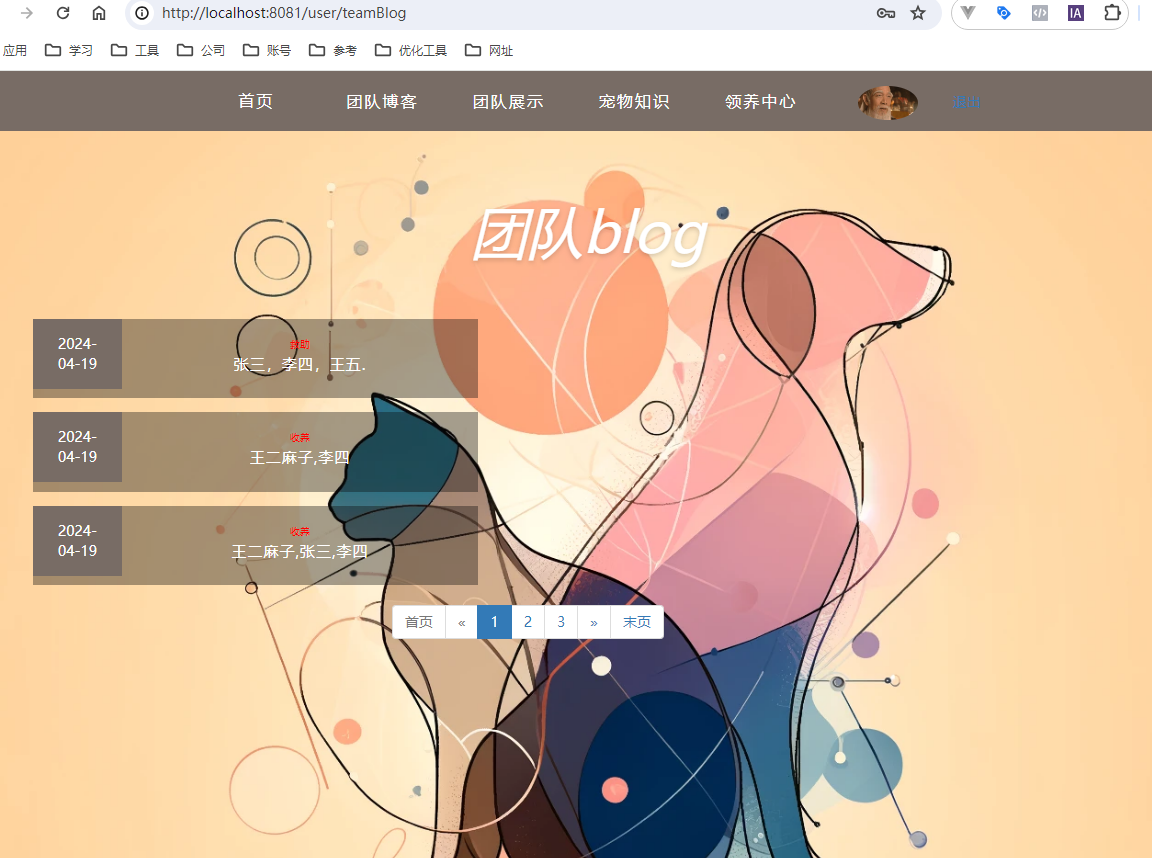 http://localhost:8081/user/teamBlog
应用 学习 工具 公司 账号 参考 优化工具 网址
首页 团队博客 团队展示 宠物知识 领养中心 退出
团队blog
2024-
04-19
救助
张三，李四，王五.
2024-
04-19
收养
王二麻子,李四
2024-
04-19
收养
王二麻子,张三,李四
首页 « 1 2 3 » 末页